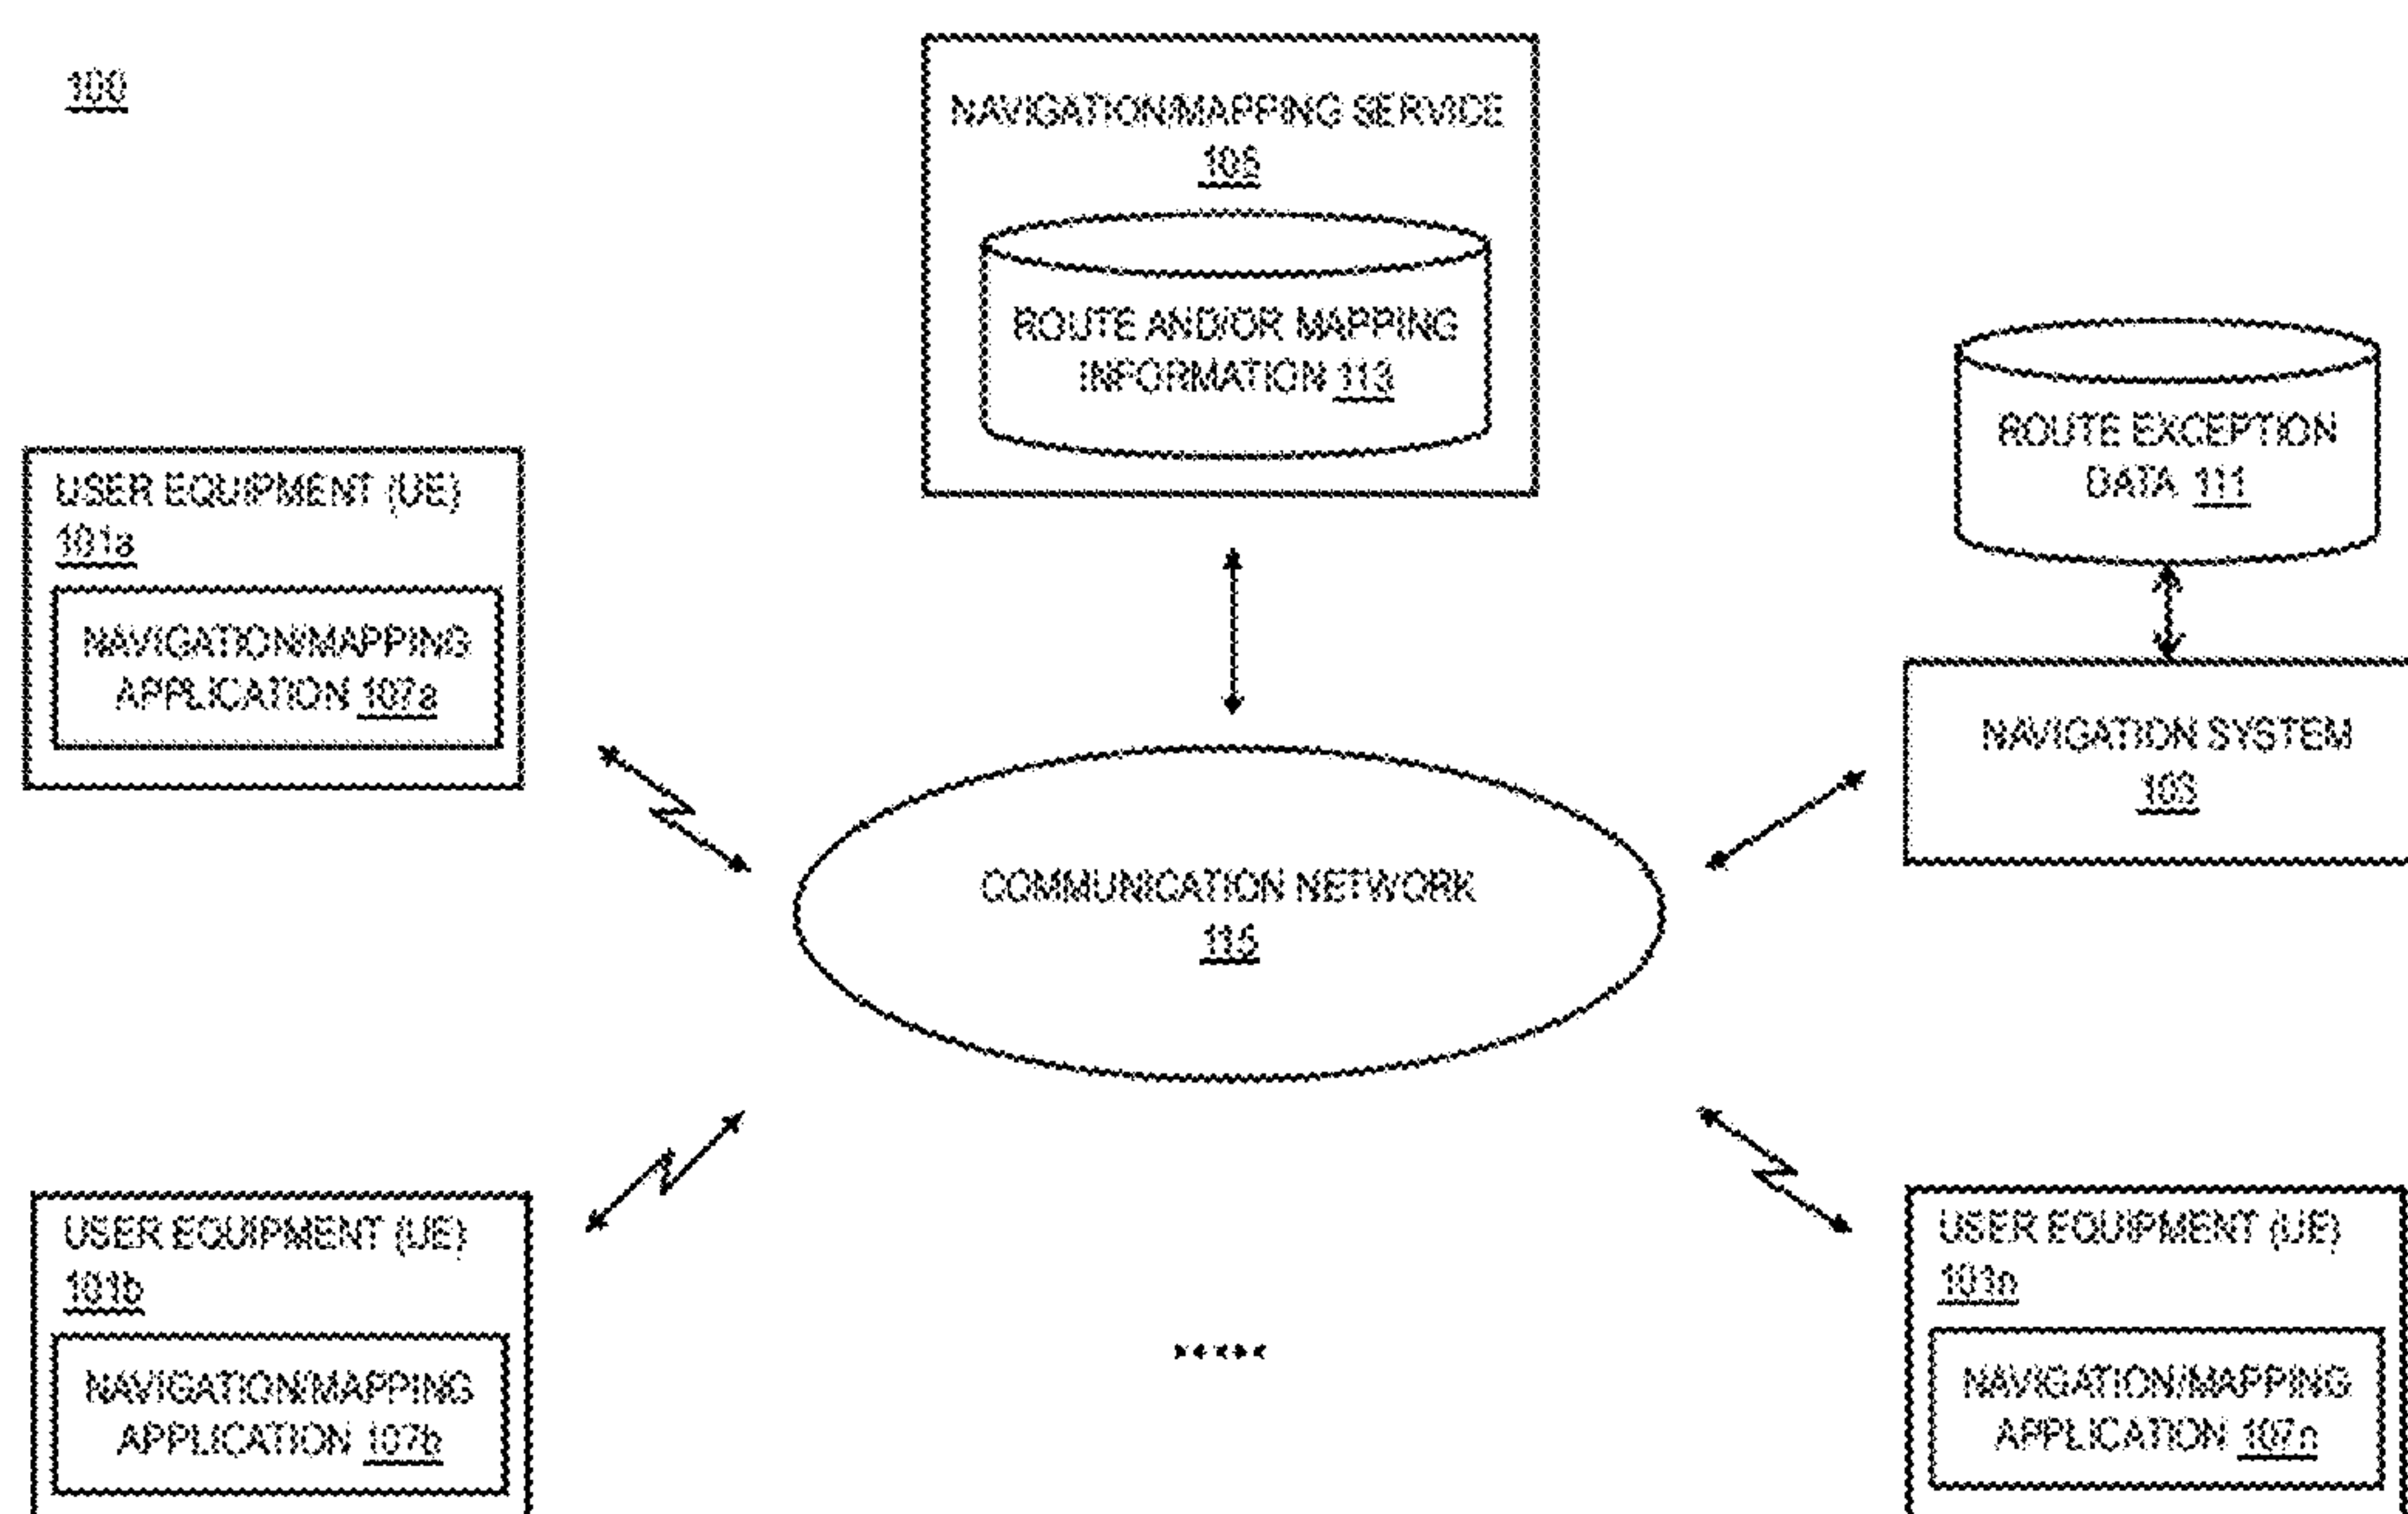 100
NAVIGATION/MAPPING SERVICE
105
ROUTE AND/OR MAPPING
INFORMATION 113
ROUTE EXCEPTION
DATA 111
USER EQUIPMENT (UE)
101a
NAVIGATION/MAPPING
APPLICATION 107a
NAVIGATION SYSTEM
103
COMMUNICATION NETWORK
115
USER EQUIPMENT (UE)
101b
NAVIGATION/MAPPING
APPLICATION 107b
.....
USER EQUIPMENT (UE)
101n
NAVIGATION/MAPPING
APPLICATION 107n